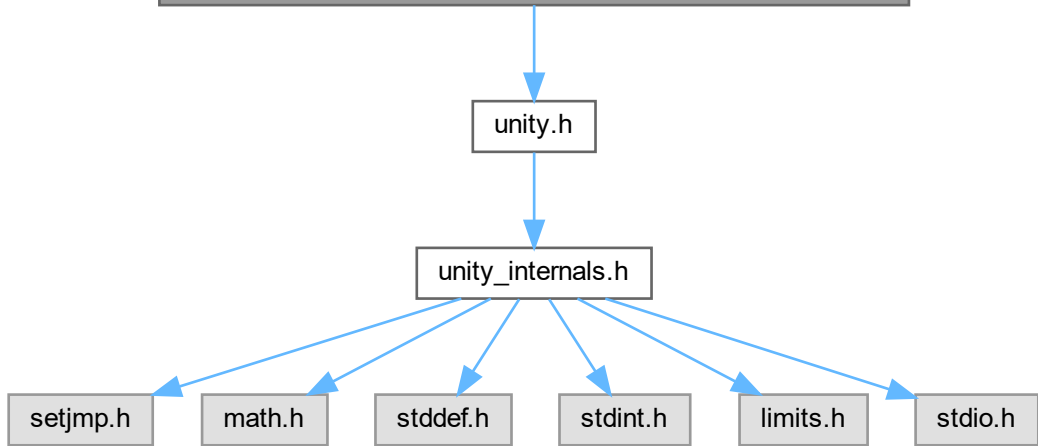 unity.h
unity_internals.h
setjmp.h
math.h
stddef.h
stdint.h
limits.h
stdio.h